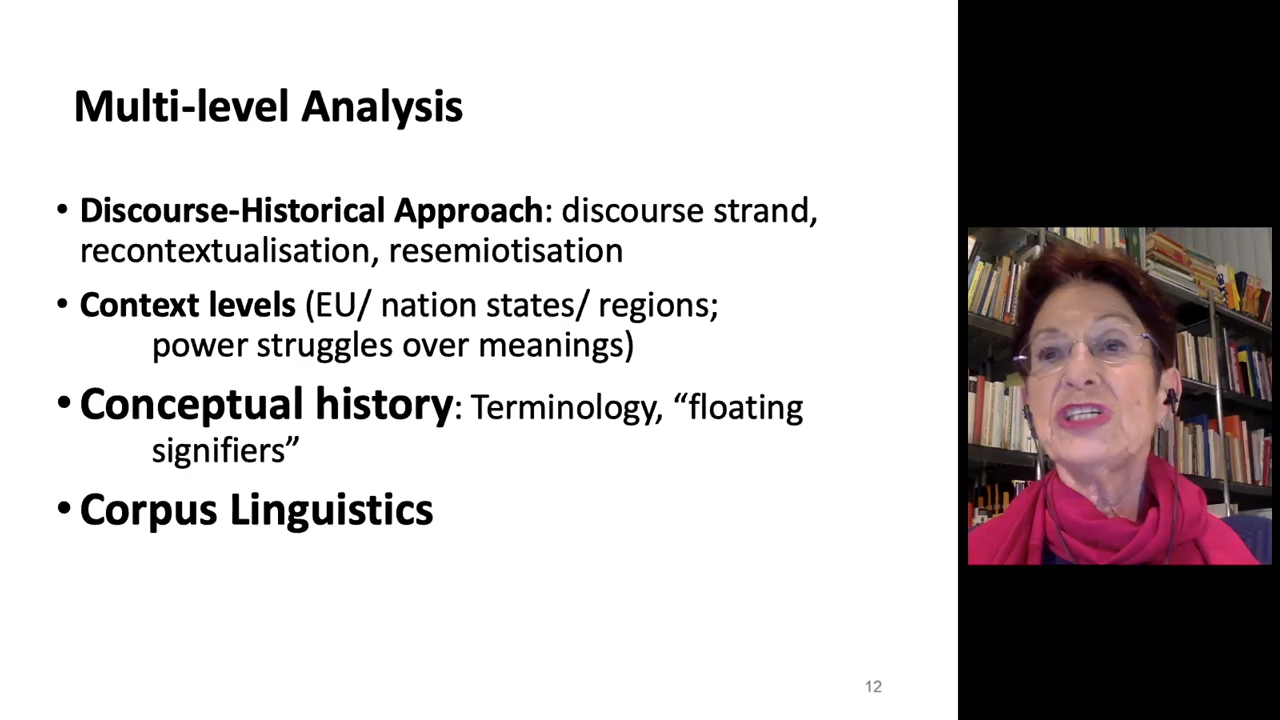 Multi-level Analysis
• Discourse-Historical Approach: discourse strand,
recontextualisation, resemiotisation
• Context levels (EU/ nation states/ regions;
power struggles over meanings)
• Conceptual history: Terminology, “floating
signifiers”
• Corpus Linguistics
12